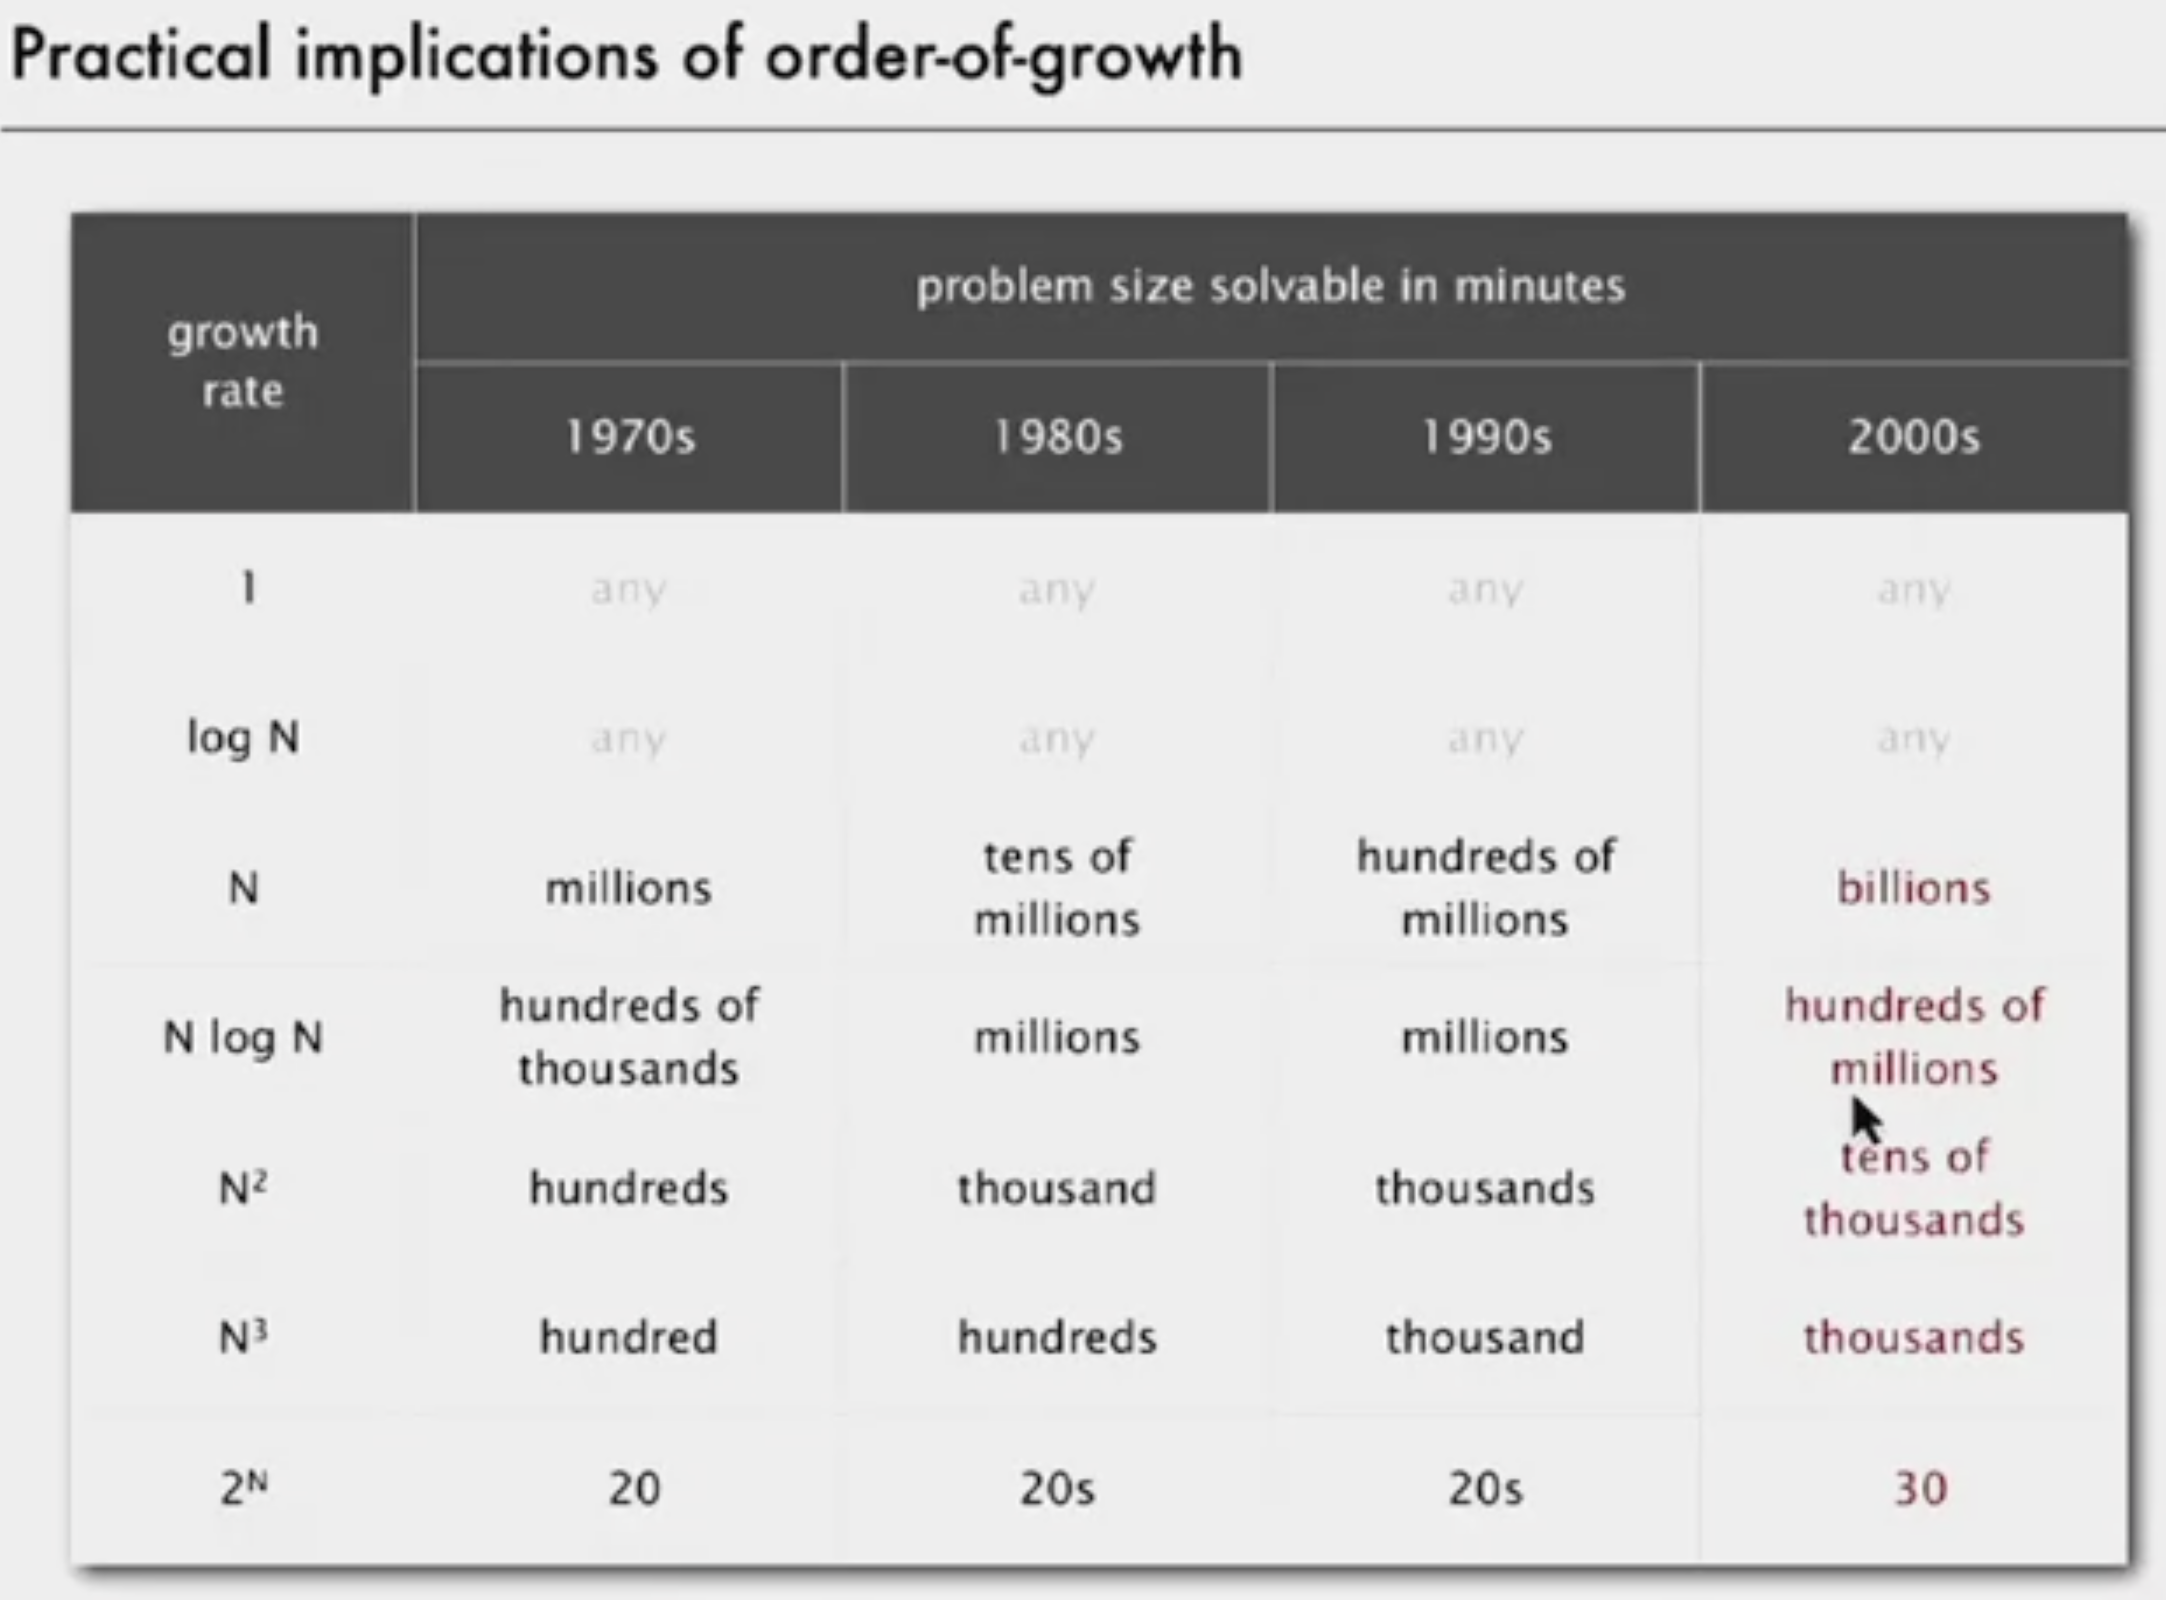 Practical implications of order-of-growth
growth
rate
problem size solvable in minutes
1970s 1980s 1990s 2000s
1 any any any any
log N any any any any
N millions tens of
millions hundreds of
millions billions
N log N hundreds of
thousands millions millions hundreds of
millions
N² hundreds thousand thousands tens of
thousands
N³ hundred hundreds thousand thousands
2ᴺ 20 20s 20s 30